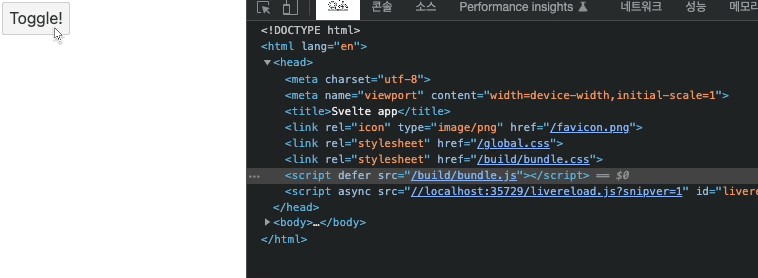 Toggle!
요소 콘솔 소스 Performance insights 네트워크 성능 메모리
<!DOCTYPE html>
<html lang="en">
<head>
<meta charset="utf-8">
<meta name="viewport" content="width=device-width,initial-scale=1">
<title>Svelte app</title>
<link rel="icon" type="image/png" href="/favicon.png">
<link rel="stylesheet" href="/global.css">
<link rel="stylesheet" href="/build/bundle.css">
<script defer src="/build/bundle.js"></script> == $0
<script async src="//localhost:35729/livereload.js?snipver=1" id="livere
</head>
<body>…</body>
</html>